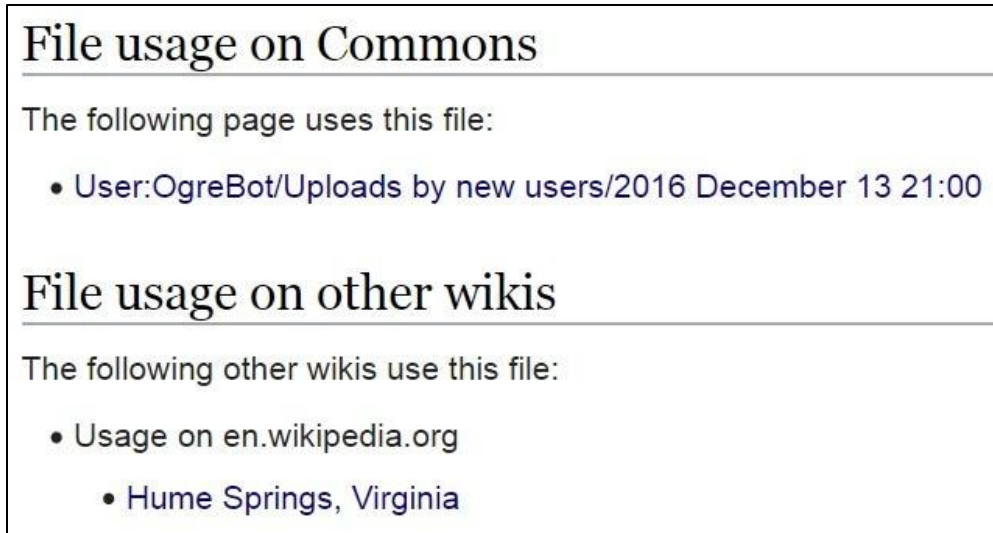 File usage on Commons
The following page uses this file:
User:OgreBot/Uploads by new users/2016 December 13 21:00
File usage on other wikis
The following other wikis use this file:
Usage on en.wikipedia.org
Hume Springs, Virginia